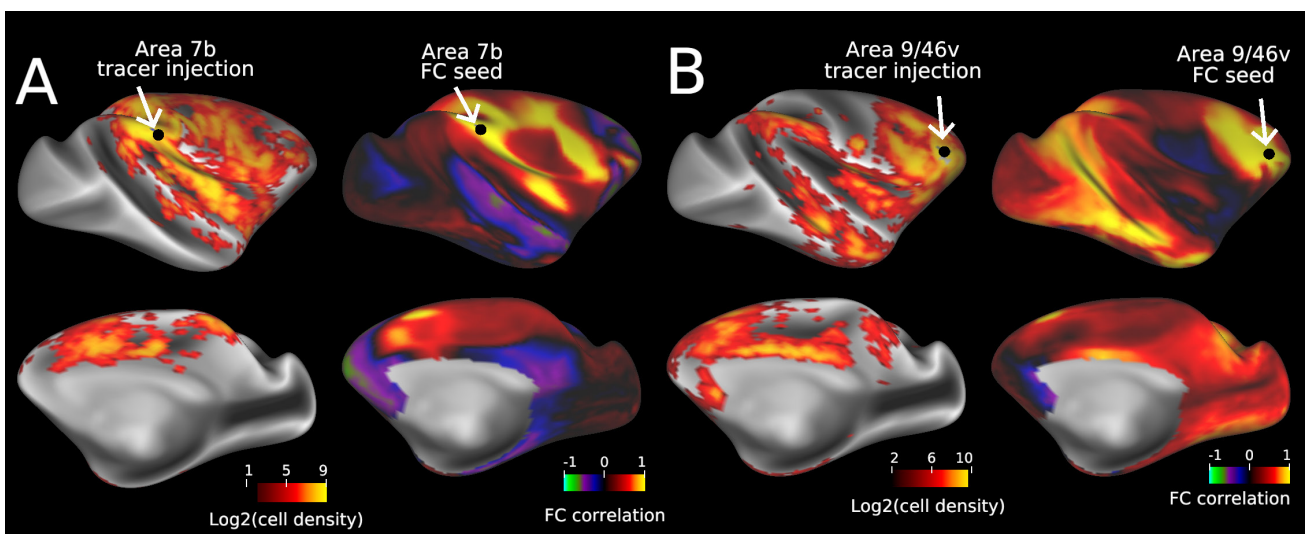 A
Area 7b
tracer injection
Area 7b
FC seed
B
Area 9/46v
tracer injection
Area 9/46v
FC seed
1 5 9
Log2(cell density)
-1 0 1
FC correlation
2 6 10
Log2(cell density)
-1 0 1
FC correlation